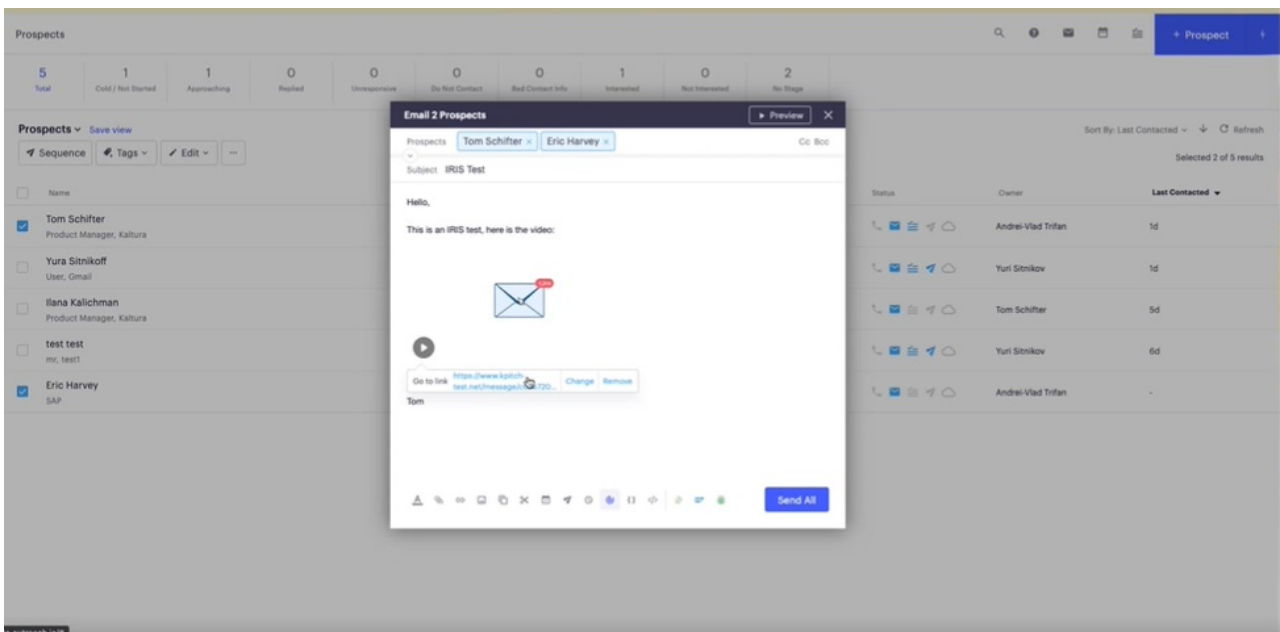 Prospects
+ Prospect
5 1 1 0 0 0 0 1 0 2
Total Cold / Not Started Approaching Replied Unresponsive Do Not Contact Bad Contact Info Interested Not Interested No Stage
Email 2 Prospects Preview
Prospects Save view
Prospects Tom Schifter × Eric Harvey × Cc Bcc
Sort By: Last Contacted Refresh
Sequence Tags Edit
Subject IRIS Test
Selected 2 of 5 results
Name Status Owner Last Contacted
Hello,
Tom Schifter
Product Manager, Kaltura
Andrei-Vlad Trifan 1d
This is an IRIS test, here is the video:
Yura Sitnikoff
User, Gmail
Yuri Sitnikov 1d
Ilana Kalichman
Product Manager, Kaltura
Tom Schifter 5d
test test
mr, test1
Yuri Sitnikov 6d
Go to link https://www.kpitch-
Change Remove
Eric Harvey
SAP
Andrei-Vlad Trifan -
Tom
Send All